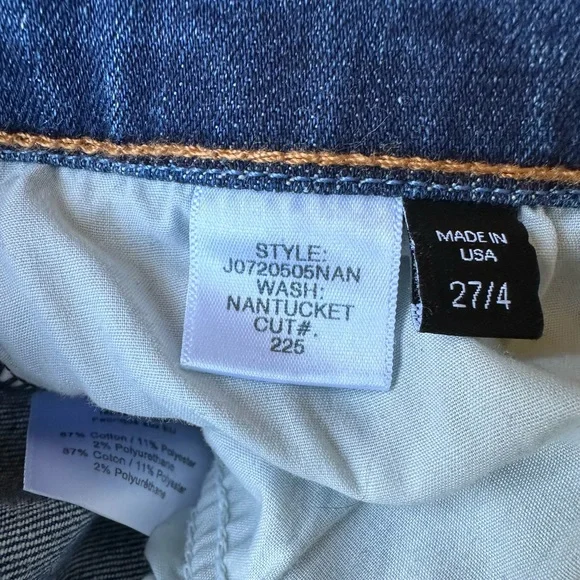 STYLE:
J0720505NAN
WASH:
NANTUCKET
CUT#.
225
MADE IN
USA
27/4
87% Cotton / 11% Polyester
2% Polyurethane
87% Coton / 11% Polyester
2% Polyuréthane